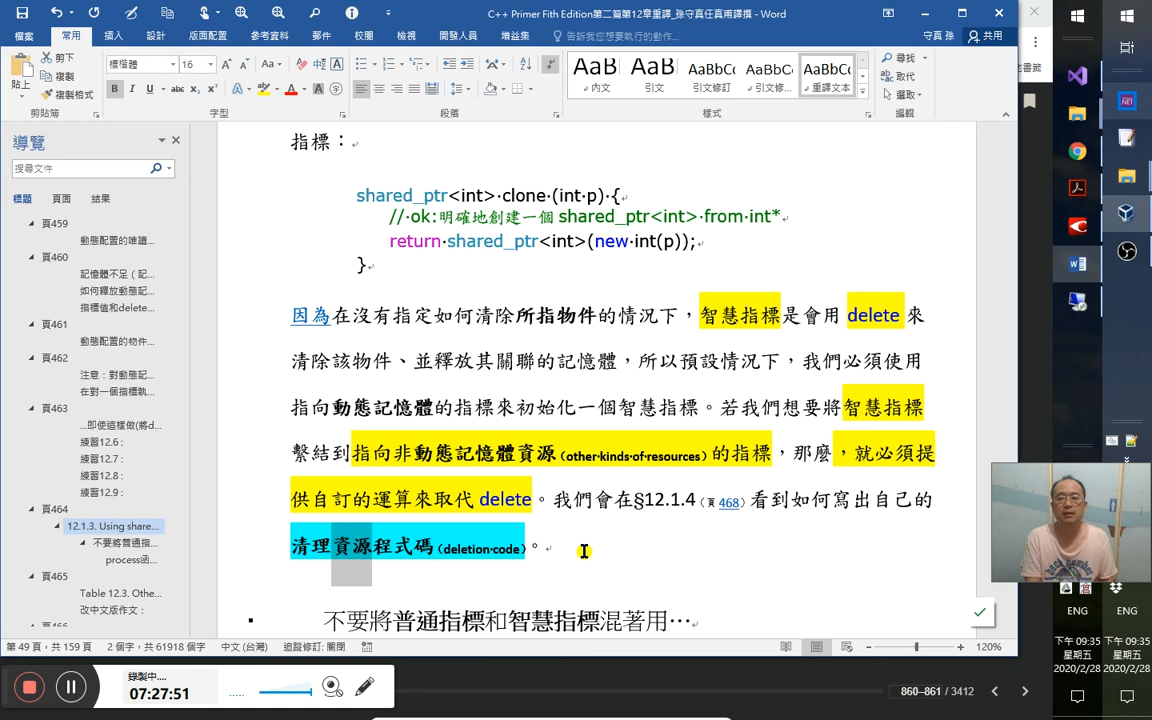 C++ Primer Fith Edition第二篇第12章重譯_孫守真任真甫譯撰 - Word
檔案 常用 插入 設計 版面配置 參考資料 郵件 校閱 檢視 開發人員 增益集 告訴我您想要執行的動作... 守真 孫 共用
貼上 剪下 複製 複製格式
標楷體 16
AaB AaB AaBbC AaBbC AaBbC
內文 引文 引文修訂 引文修... 重譯文本
尋找 取代 選取
剪貼簿 字型 段落 樣式 編輯
導覽
搜尋文件
標題 頁面 結果
頁459
動態配置的唯讀...
頁460
記憶體不足（記...
如何釋放動態記...
指標值和delete...
頁461
動態配置的物件...
頁462
注意：對動態記...
在對一個指標執...
頁463
...即使這樣做(將d...
練習12.6：
練習12.7：
練習12.8：
練習12.9：
頁464
12.1.3. Using share...
不要將普通指...
process函...
頁465
Table 12.3. Othe...
改中文版作文：
頁466
指標：
shared_ptr<int> clone (int p) {
// ok:明確地創建一個 shared_ptr<int> from int*
return shared_ptr<int>(new int(p));
}
因為在沒有指定如何清除所指物件的情況下，智慧指標是會用 delete 來
清除該物件、並釋放其關聯的記憶體，所以預設情況下，我們必須使用
指向動態記憶體的指標來初始化一個智慧指標。若我們想要將智慧指標
繫結到指向非動態記憶體資源（other kinds of resources）的指標，那麼，就必須提
供自訂的運算來取代 delete。我們會在§12.1.4（頁 468）看到如何寫出自己的
清理資源程式碼（deletion code）。
不要將普通指標和智慧指標混著用…
第 49 頁，共 159 頁 2 個字，共 61918 個字 中文 (台灣) 追蹤修訂: 關閉 120%
錄製中...
07:27:51
860–861 / 3412
ENG ENG
下午 09:35 下午 09:35
星期五 星期五
2020/2/28 2020/2/28